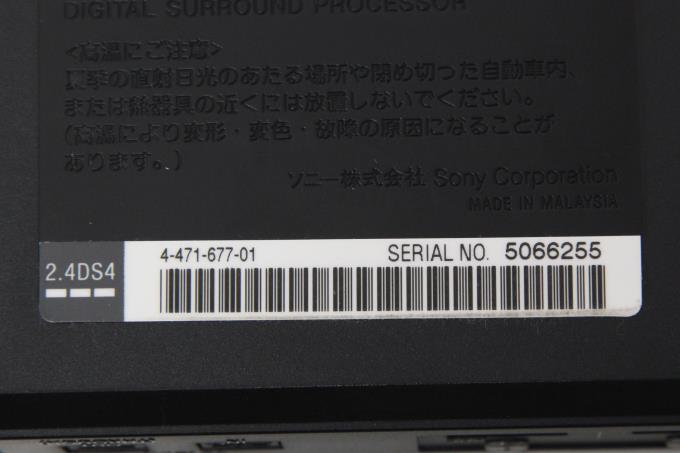 DIGITAL SURROUND PROCESSOR
<高温にご注意>
夏季の直射日光のあたる場所や閉め切った自動車内、
または熱器具の近くには放置しないでください。
(高温により変形・変色・故障の原因になることが
あります。)
ソニー株式会社 Sony Corporation
MADE IN MALAYSIA
4-471-677-01 SERIAL NO. 5066255
2.4DS4